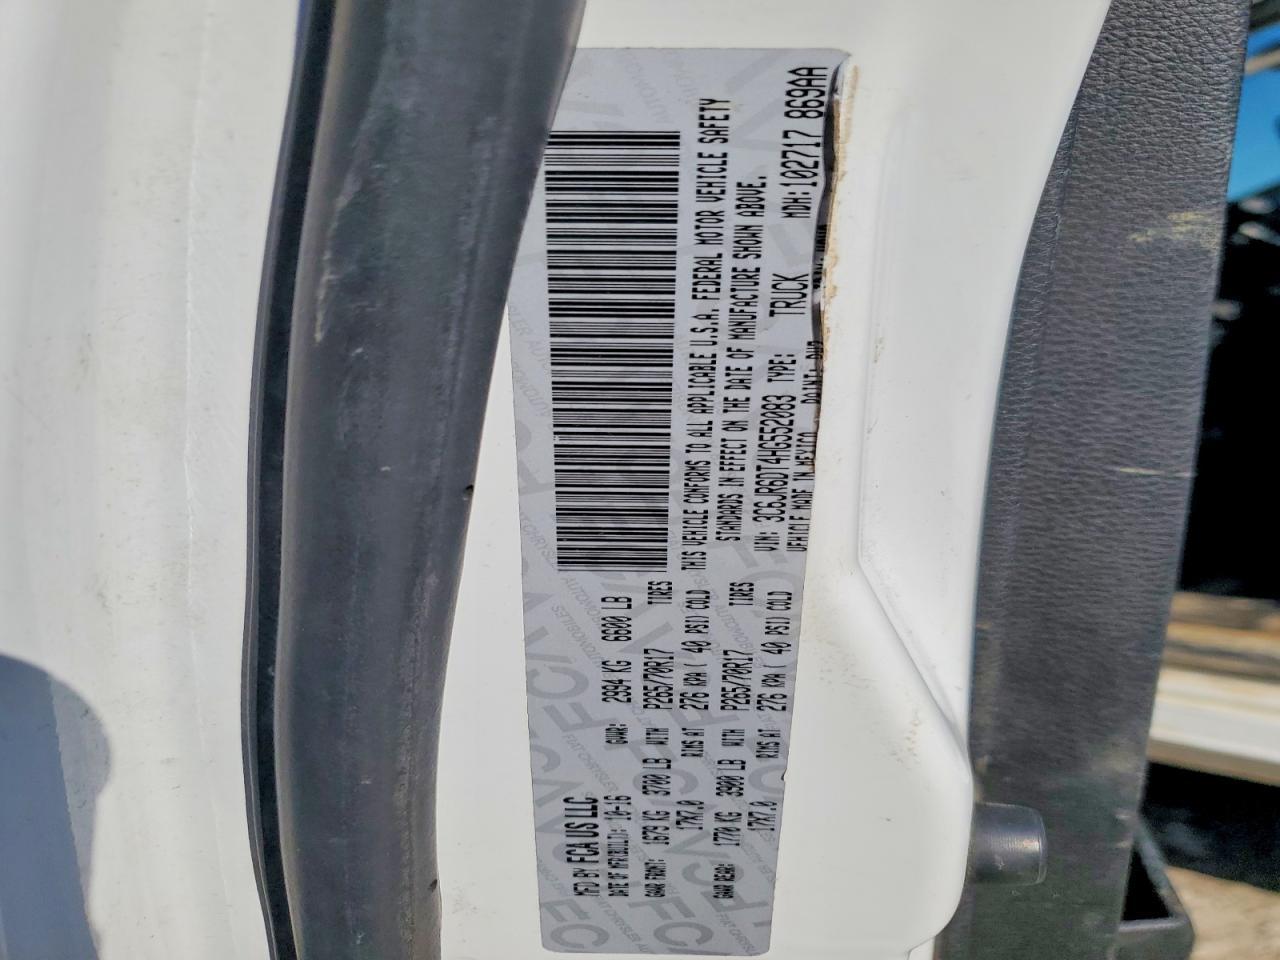 MFD BY FCA US LLC
DATE OF MFR(BUILT): 10-16 GVWR: 2994 KG 6600 LB
GAWR FRONT: 1679 KG 3700 LB WITH P265/70R17 TIRES
17X7.0 RIMS AT 276 KPA ( 40 PSI) COLD
GAWR REAR: 1770 KG 3900 LB WITH P265/70R17 TIRES
17X7.0 RIMS AT 276 KPA ( 40 PSI) COLD
THIS VEHICLE CONFORMS TO ALL APPLICABLE U.S.A. FEDERAL MOTOR VEHICLE SAFETY
STANDARDS IN EFFECT ON THE DATE OF MANUFACTURE SHOWN ABOVE.
VIN: 3C6JR6DT4HG552083 TYPE: TRUCK MDH: 102717 869AA
VEHICLE MADE IN MEXICO PAINT: